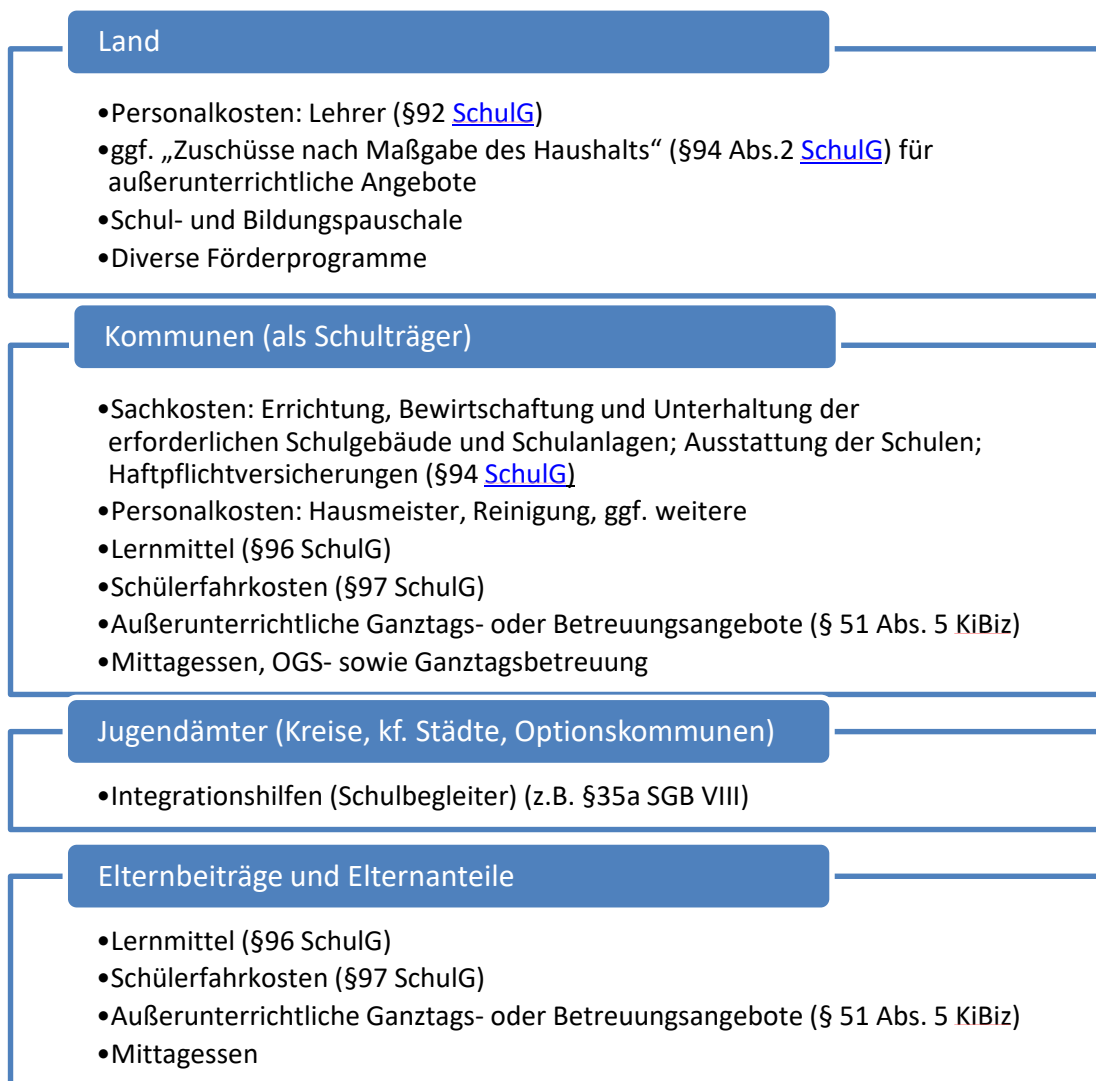 Land
•Personalkosten: Lehrer (§92 SchulG)
•ggf. „Zuschüsse nach Maßgabe des Haushalts“ (§94 Abs.2 SchulG) für
außerunterrichtliche Angebote
•Schul- und Bildungspauschale
•Diverse Förderprogramme
Kommunen (als Schulträger)
•Sachkosten: Errichtung, Bewirtschaftung und Unterhaltung der
erforderlichen Schulgebäude und Schulanlagen; Ausstattung der Schulen;
Haftpflichtversicherungen (§94 SchulG)
•Personalkosten: Hausmeister, Reinigung, ggf. weitere
•Lernmittel (§96 SchulG)
•Schülerfahrkosten (§97 SchulG)
•Außerunterrichtliche Ganztags- oder Betreuungsangebote (§ 51 Abs. 5 KiBiz)
•Mittagessen, OGS- sowie Ganztagsbetreuung
Jugendämter (Kreise, kf. Städte, Optionskommunen)
•Integrationshilfen (Schulbegleiter) (z.B. §35a SGB VIII)
Elternbeiträge und Elternanteile
•Lernmittel (§96 SchulG)
•Schülerfahrkosten (§97 SchulG)
•Außerunterrichtliche Ganztags- oder Betreuungsangebote (§ 51 Abs. 5 KiBiz)
•Mittagessen